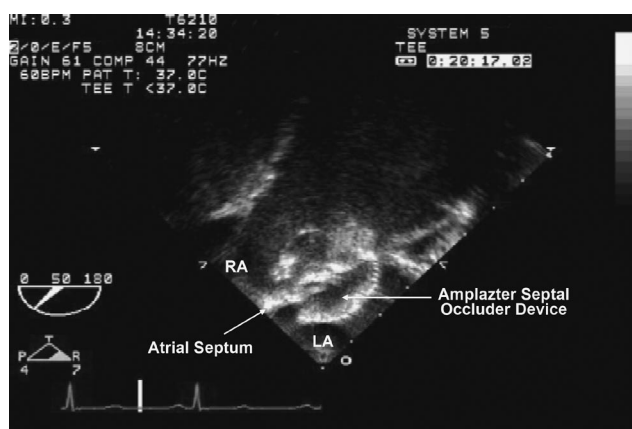 MI:0.3 T6210
14:34:20
2/0/E/F5 8CM
GAIN 61 COMP 44 77HZ
60BPM PAT T: 37.0C
TEE T <37.0C
SYSTEM 5
TEE
0:20:17.03
RA
Amplazter Septal
Occluder Device
Atrial Septum
LA
0 50 180
T
P R
4 7